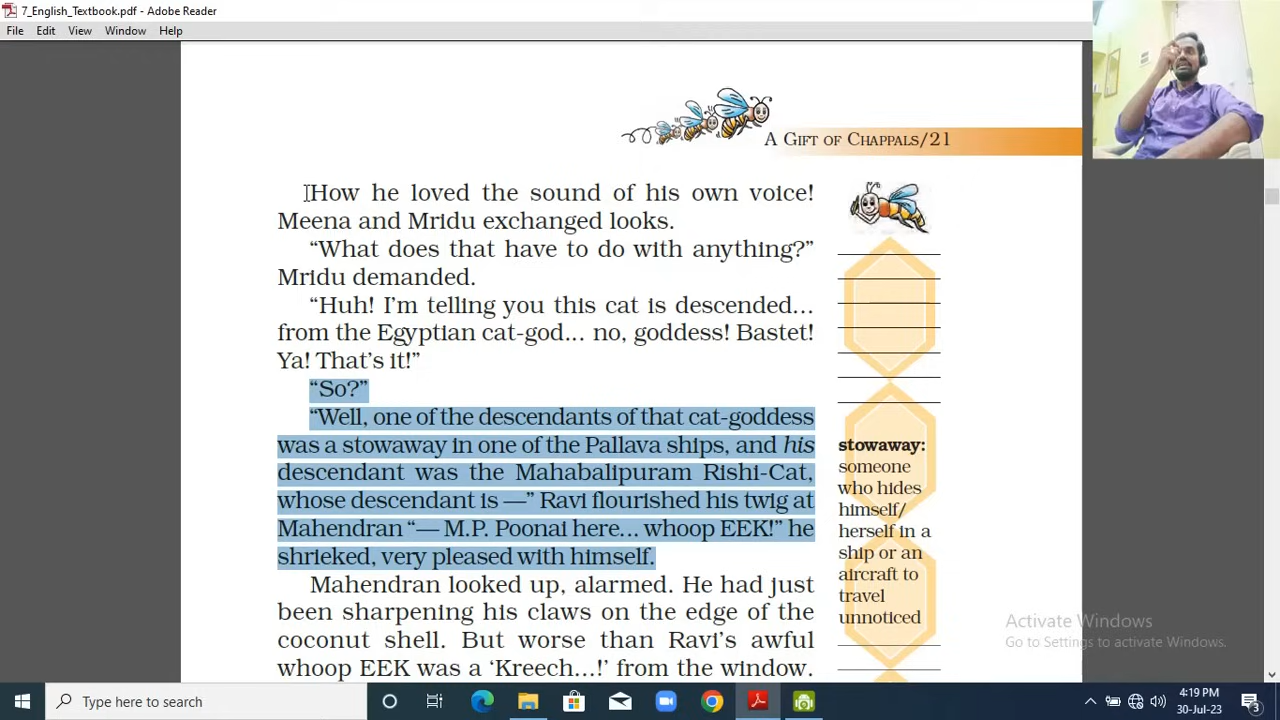 7_English_Textbook.pdf - Adobe Reader
File Edit View Window Help
A GIFT OF CHAPPALS/21
How he loved the sound of his own voice!
Meena and Mridu exchanged looks.
“What does that have to do with anything?”
Mridu demanded.
“Huh! I’m telling you this cat is descended...
from the Egyptian cat-god... no, goddess! Bastet!
Ya! That’s it!”
“So?”
“Well, one of the descendants of that cat-goddess
was a stowaway in one of the Pallava ships, and his
descendant was the Mahabalipuram Rishi-Cat,
whose descendant is —” Ravi flourished his twig at
Mahendran “— M.P. Poonai here... whoop EEK!” he
shrieked, very pleased with himself.
Mahendran looked up, alarmed. He had just
been sharpening his claws on the edge of the
coconut shell. But worse than Ravi’s awful
whoop EEK was a ‘Kreech...!’ from the window.
stowaway:
someone
who hides
himself/
herself in a
ship or an
aircraft to
travel
unnoticed
Activate Windows
Go to Settings to activate Windows.
Type here to search
4:19 PM
30-Jul-23
3